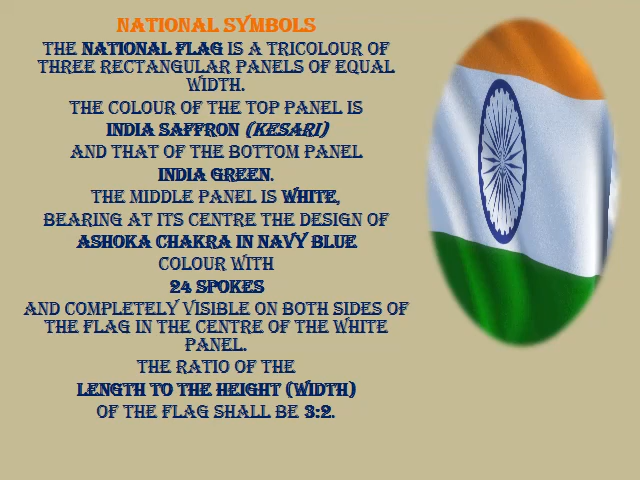 NATIONAL SYMBOLS
THE NATIONAL FLAG IS A TRICOLOUR OF
THREE RECTANGULAR PANELS OF EQUAL
WIDTH.
THE COLOUR OF THE TOP PANEL IS
INDIA SAFFRON (KESARI)
AND THAT OF THE BOTTOM PANEL
INDIA GREEN.
THE MIDDLE PANEL IS WHITE,
BEARING AT ITS CENTRE THE DESIGN OF
ASHOKA CHAKRA IN NAVY BLUE
COLOUR WITH
24 SPOKES
AND COMPLETELY VISIBLE ON BOTH SIDES OF
THE FLAG IN THE CENTRE OF THE WHITE
PANEL.
THE RATIO OF THE
LENGTH TO THE HEIGHT (WIDTH)
OF THE FLAG SHALL BE 3:2.